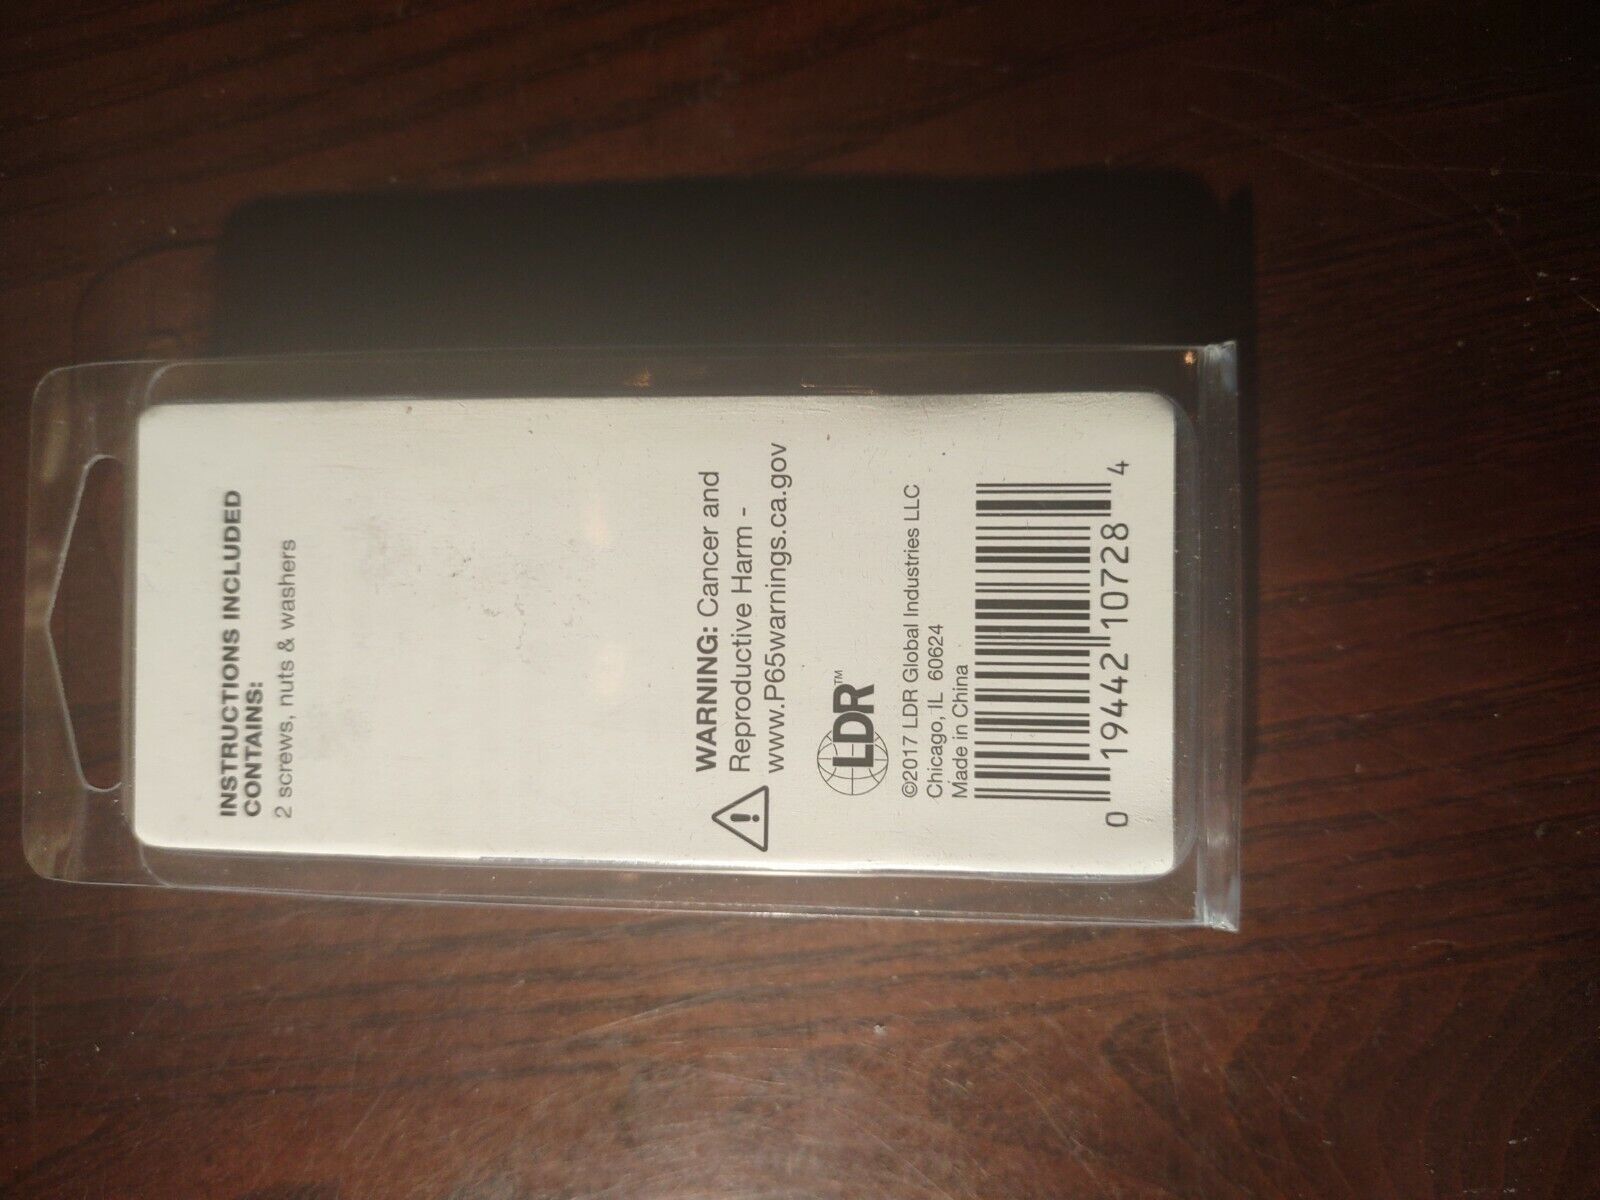 INSTRUCTIONS INCLUDED
CONTAINS:
2 screws, nuts & washers
WARNING: Cancer and
Reproductive Harm -
www.P65warnings.ca.gov
LDR™
©2017 LDR Global Industries LLC
Chicago, IL 60624
Made in China
0 19442 10728 4